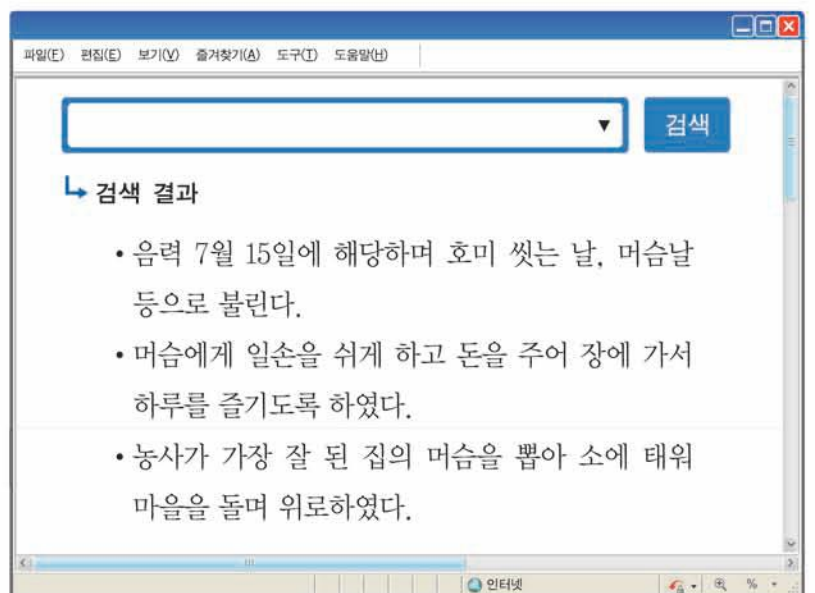 파일(F) 편집(E) 보기(V) 즐겨찾기(A) 도구(T) 도움말(H)
▼ 검색
검색 결과
• 음력 7월 15일에 해당하며 호미 씻는 날, 머슴날
등으로 불린다.
• 머슴에게 일손을 쉬게 하고 돈을 주어 장에 가서
하루를 즐기도록 하였다.
• 농사가 가장 잘 된 집의 머슴을 뽑아 소에 태워
마을을 돌며 위로하였다.
인터넷 %